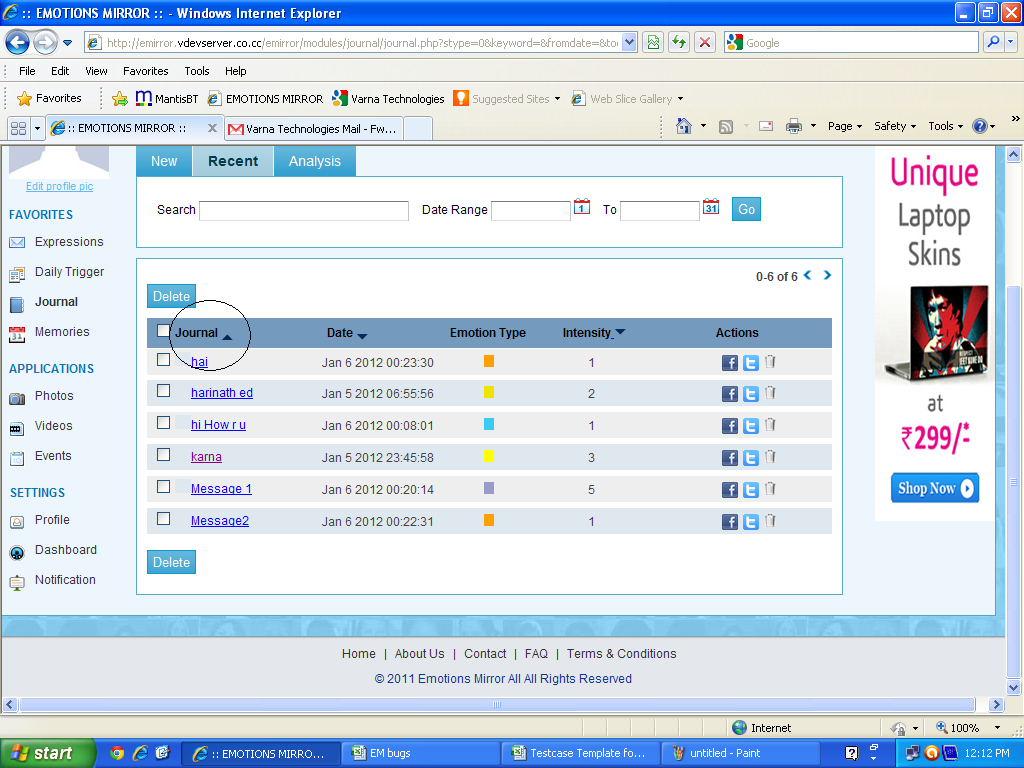 :: EMOTIONS MIRROR :: - Windows Internet Explorer
http://emirror.vdevserver.co.cc/emirror/modules/journal/journal.php?stype=0&keyword=&fromdate=&to
Google
File Edit View Favorites Tools Help
Favorites MantisBT EMOTIONS MIRROR Varna Technologies Suggested Sites Web Slice Gallery
:: EMOTIONS MIRROR :: X Varna Technologies Mail - Fw... Page Safety Tools »
New Recent Analysis
Edit profile pic
FAVORITES
Expressions
Daily Trigger
Journal
Memories
APPLICATIONS
Photos
Videos
Events
SETTINGS
Profile
Dashboard
Notification
Search Date Range 1 To 31 Go
0-6 of 6 < >
Delete
Journal Date Emotion Type Intensity Actions
hai Jan 6 2012 00:23:30 1
harinath ed Jan 5 2012 06:55:56 2
hi How r u Jan 6 2012 00:08:01 1
karna Jan 5 2012 23:45:58 3
Message 1 Jan 6 2012 00:20:14 5
Message2 Jan 6 2012 00:22:31 1
Delete
Unique
Laptop
Skins
at
₹299/-*
Shop Now
Home | About Us | Contact | FAQ | Terms & Conditions
© 2011 Emotions Mirror All All Rights Reserved
Internet 100%
start :: EMOTIONS MIRRO... EM bugs Testcase Template fo... untitled - Paint 12:12 PM